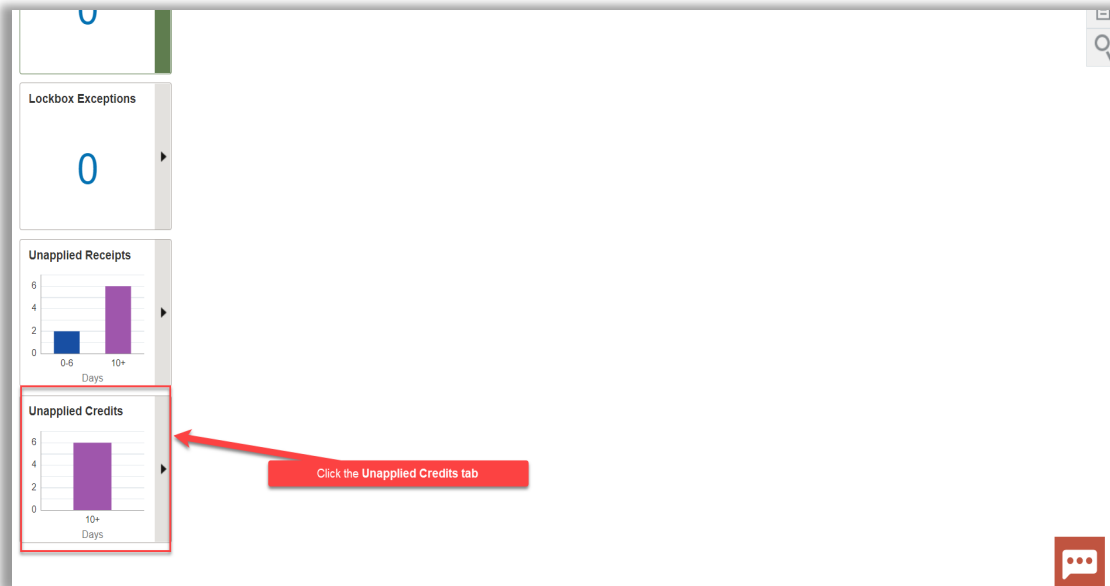 0
Lockbox Exceptions
0
Unapplied Receipts
6
4
2
0
0-6 10+
Days
Unapplied Credits
6
4
2
0
10+
Days
Click the Unapplied Credits tab